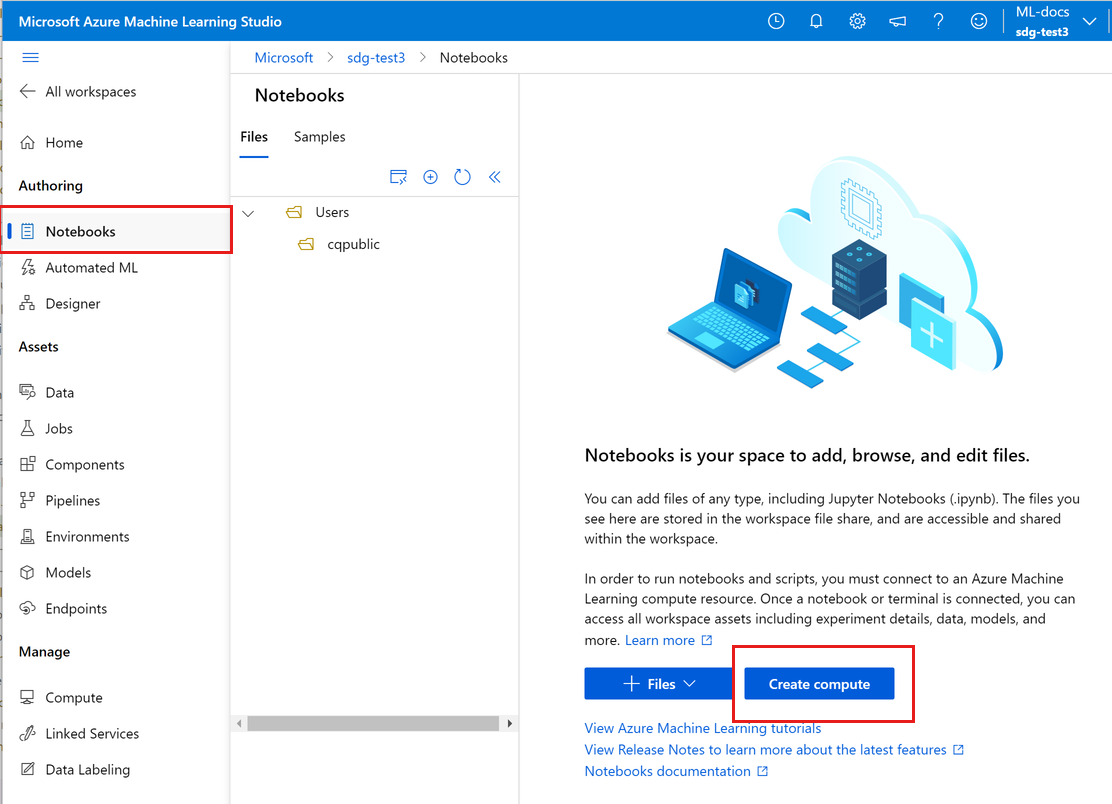 Microsoft Azure Machine Learning Studio
ML-docs
sdg-test3
All workspaces
Home
Authoring
Notebooks
Automated ML
Designer
Assets
Data
Jobs
Components
Pipelines
Environments
Models
Endpoints
Manage
Compute
Linked Services
Data Labeling
Microsoft > sdg-test3 > Notebooks
Notebooks
Files Samples
Users
cqpublic
Notebooks is your space to add, browse, and edit files.
You can add files of any type, including Jupyter Notebooks (.ipynb). The files you
see here are stored in the workspace file share, and are accessible and shared
within the workspace.
In order to run notebooks and scripts, you must connect to an Azure Machine
Learning compute resource. Once a notebook or terminal is connected, you can
access all workspace assets including experiment details, data, models, and
more. Learn more
Files
Create compute
View Azure Machine Learning tutorials
View Release Notes to learn more about the latest features
Notebooks documentation